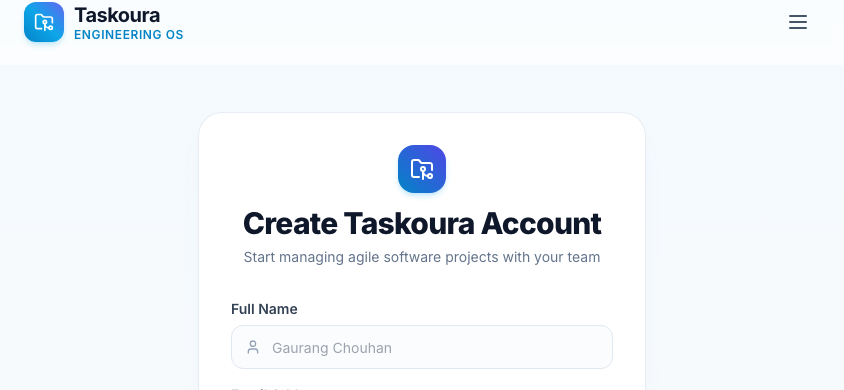 Taskoura
ENGINEERING OS
Create Taskoura Account
Start managing agile software projects with your team
Full Name
Gaurang Chouhan